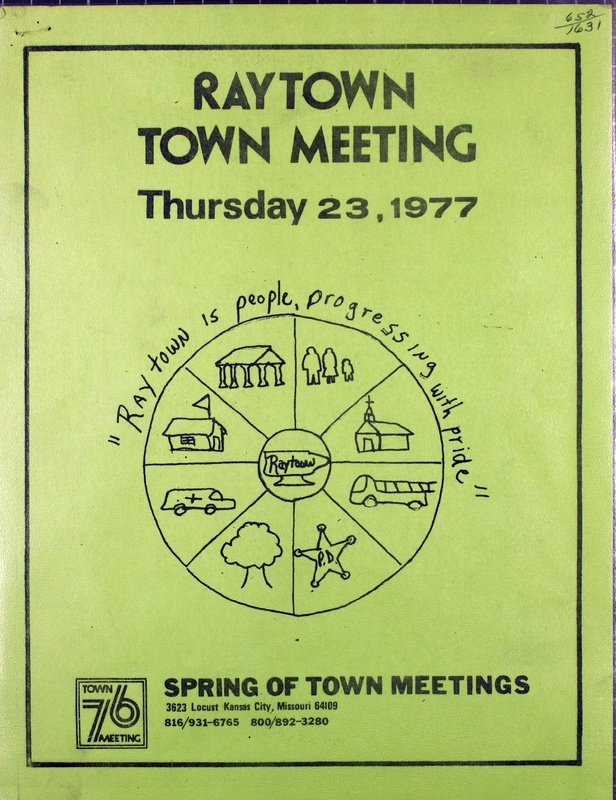 652
1631
RAYTOWN
TOWN MEETING
Thursday 23, 1977
"Raytown is people, progressing with pride"
Raytown
P.D.
TOWN
76
MEETING
SPRING OF TOWN MEETINGS
3623 Locust Kansas City, Missouri 64109
816/931-6765 800/892-3280